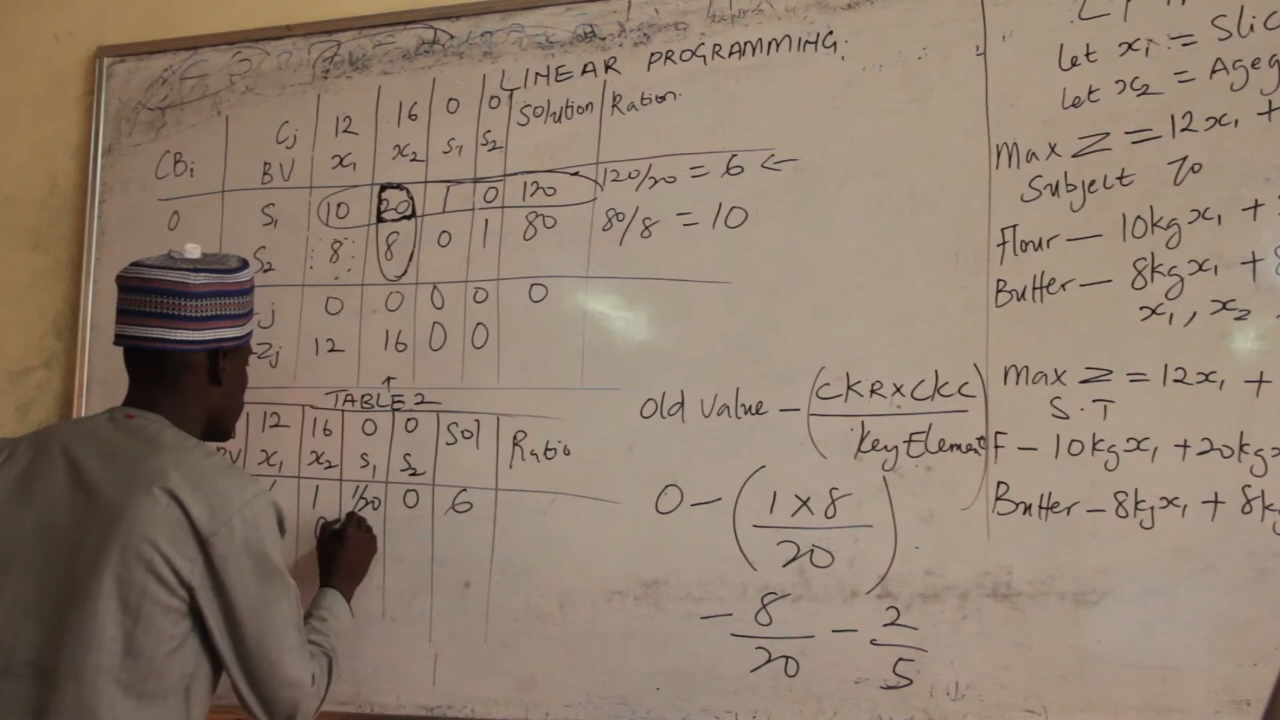 LINEAR PROGRAMMING.
Cj 12 16 0 0 Solution Ration.
CBi BV x₁ x₂ S₁ S₂
0 S₁ 10 20 1 0 120 120/20 = 6 ←
S₂ 8 8 0 1 80 80/8 = 10
j 0 0 0 0 0
Zj 12 16 0 0
↑
TABLE 2
12 16 0 0 Sol Ratio
BV x₁ x₂ S₁ S₂
1 1/20 0 6
0
Old Value - (CKR X CKC / Key Element)
0 - (1 x 8 / 20)
- 8/20 - 2/5
Let x₁ =
Let x₂ =
Max Z = 12x₁ +
Subject To
Flour - 10kg x₁ +
Butter - 8kg x₁ + 8
x₁, x₂
Max Z = 12x₁ +
S.T
F - 10kg x₁ + 20kg x
Butter - 8kg x₁ + 8kg